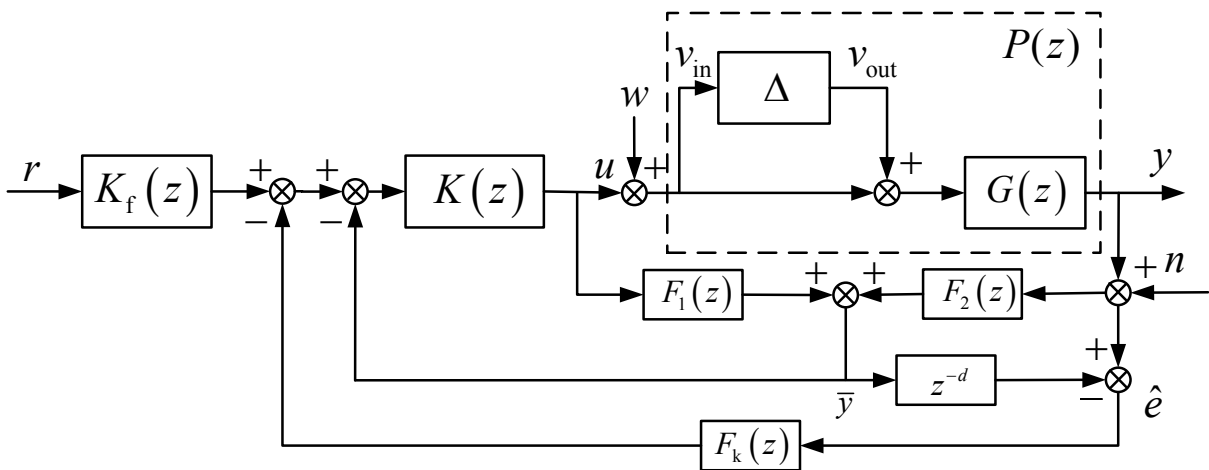 P(z)
v_in
v_out
Δ
w
r
K_f(z)
+
−
+
−
K(z)
u
+
+
G(z)
y
F_1(z)
+
+
F_2(z)
+
n
ȳ
z^{-d}
+
−
ê
F_k(z)